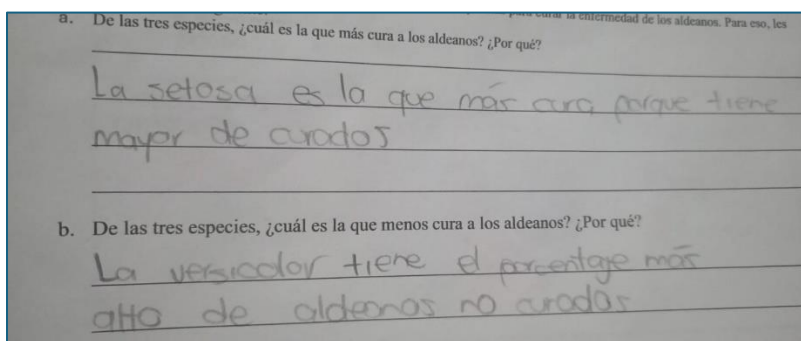 para curar la enfermedad de los aldeanos. Para eso, les
a. De las tres especies, ¿cuál es la que más cura a los aldeanos? ¿Por qué?
La setosa es la que más cura porque tiene
mayor de curados
b. De las tres especies, ¿cuál es la que menos cura a los aldeanos? ¿Por qué?
La versicolor tiene el porcentaje más
alto de aldeanos no curados